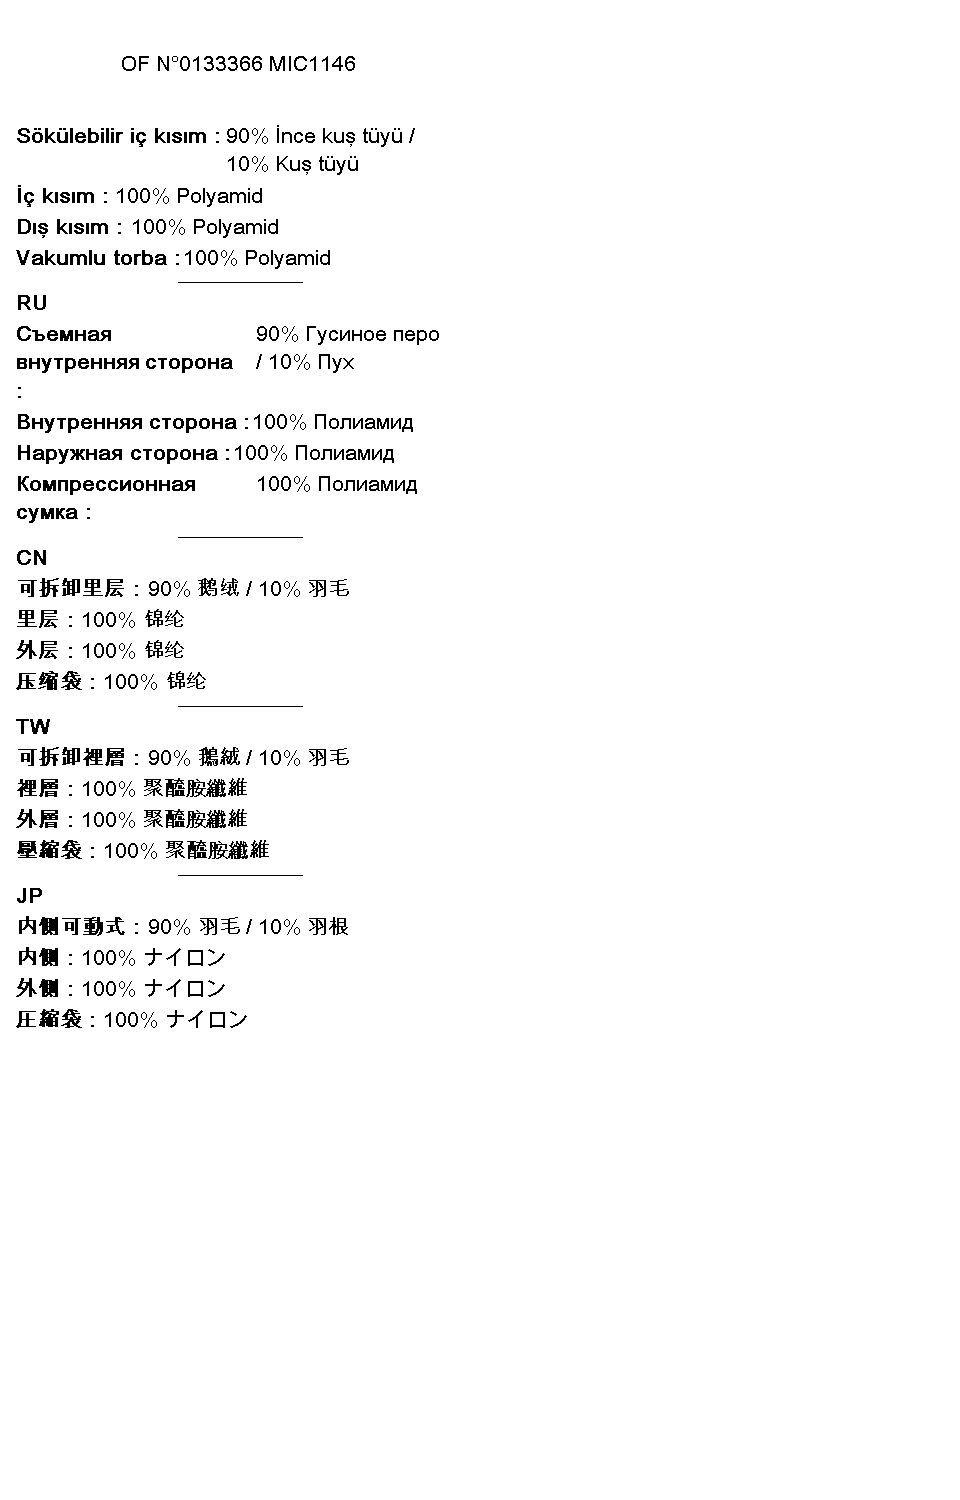 OF N°0133366 MIC1146
Sökülebilir iç kısım : 90% İnce kuş tüyü /
10% Kuş tüyü
İç kısım : 100% Polyamid
Dış kısım : 100% Polyamid
Vakumlu torba : 100% Polyamid
RU
Съемная 90% Гусиное перо
внутренняя сторона / 10% Пух
:
Внутренняя сторона : 100% Полиамид
Наружная сторона : 100% Полиамид
Компрессионная 100% Полиамид
сумка :
CN
可拆卸里层 : 90% 鹅绒 / 10% 羽毛
里层 : 100% 锦纶
外层 : 100% 锦纶
压缩袋 : 100% 锦纶
TW
可拆卸裡層 : 90% 鵝絨 / 10% 羽毛
裡層 : 100% 聚醯胺纖維
外層 : 100% 聚醯胺纖維
壓縮袋 : 100% 聚醯胺纖維
JP
内側可動式 : 90% 羽毛 / 10% 羽根
内側 : 100% ナイロン
外側 : 100% ナイロン
圧縮袋 : 100% ナイロン